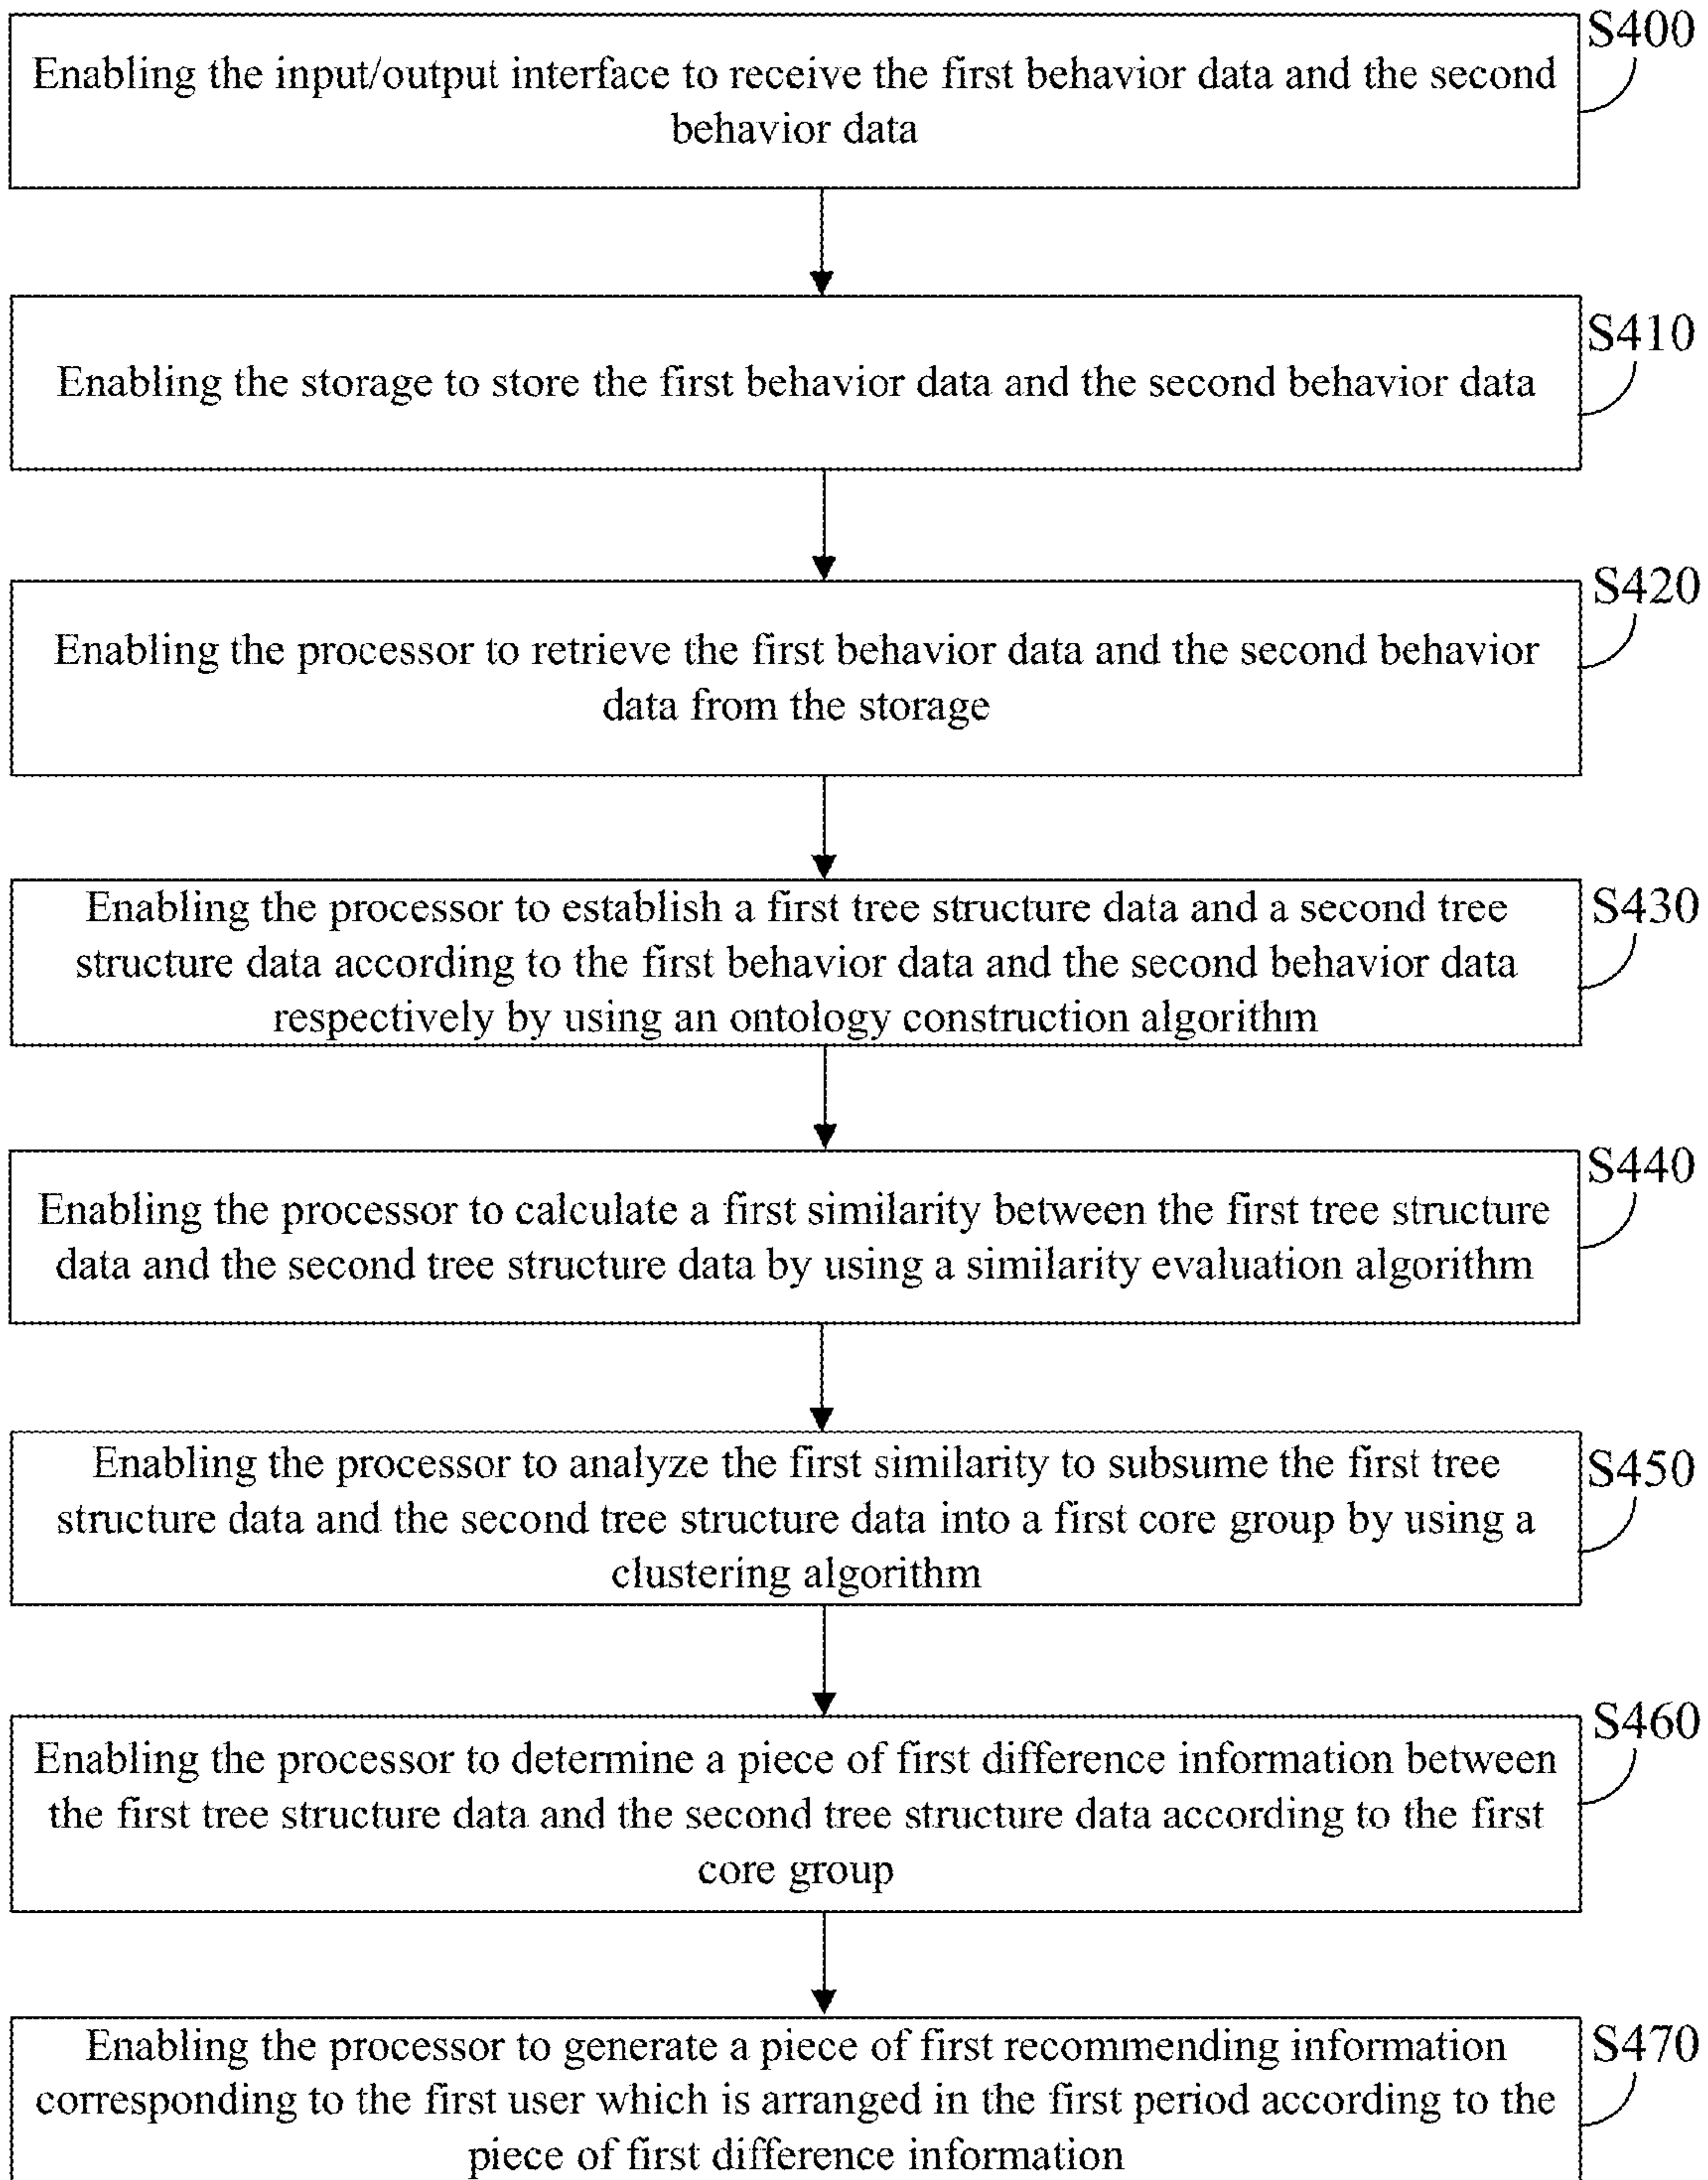 S400
Enabling the input/output interface to receive the first behavior data and the second
behavior data
S410
Enabling the storage to store the first behavior data and the second behavior data
S420
Enabling the processor to retrieve the first behavior data and the second behavior
data from the storage
S430
Enabling the processor to establish a first tree structure data and a second tree
structure data according to the first behavior data and the second behavior data
respectively by using an ontology construction algorithm
S440
Enabling the processor to calculate a first similarity between the first tree structure
data and the second tree structure data by using a similarity evaluation algorithm
S450
Enabling the processor to analyze the first similarity to subsume the first tree
structure data and the second tree structure data into a first core group by using a
clustering algorithm
S460
Enabling the processor to determine a piece of first difference information between
the first tree structure data and the second tree structure data according to the first
core group
S470
Enabling the processor to generate a piece of first recommending information
corresponding to the first user which is arranged in the first period according to the
piece of first difference information